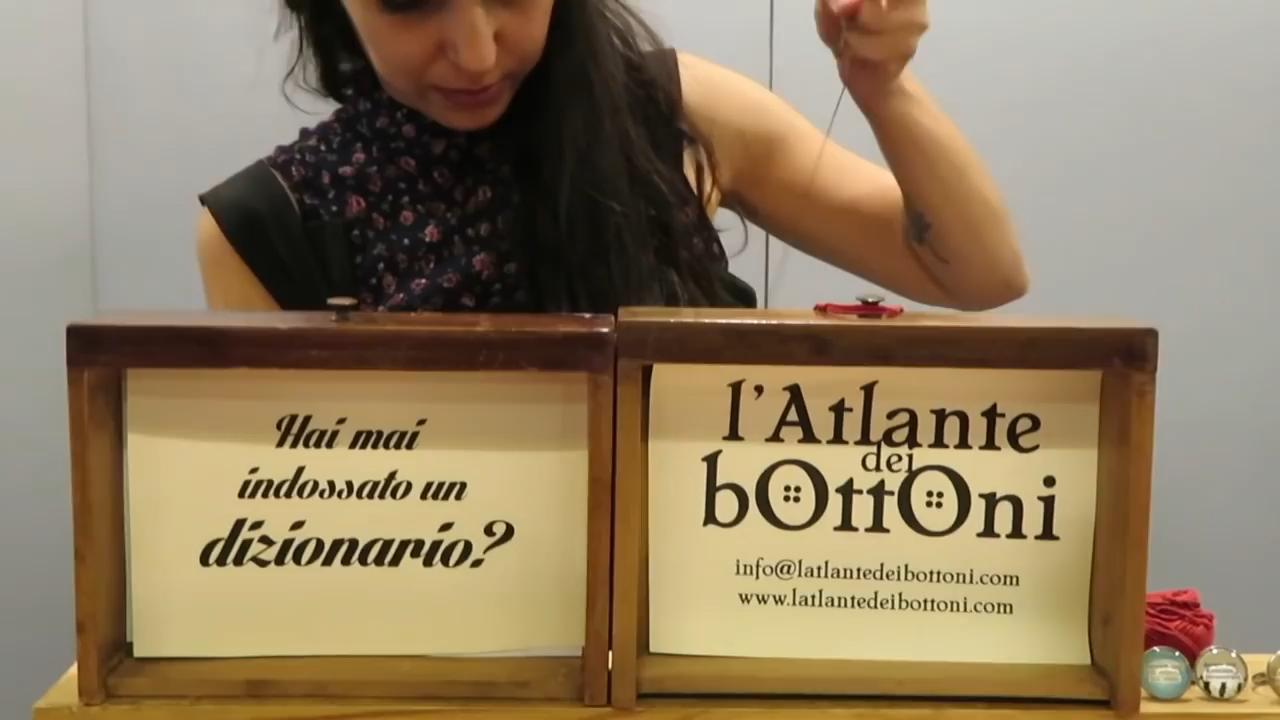 Hai mai
indossato un
dizionario?
l'Atlante
dei
bOttOni
info@latlantedeibottoni.com
www.latlantedeibottoni.com